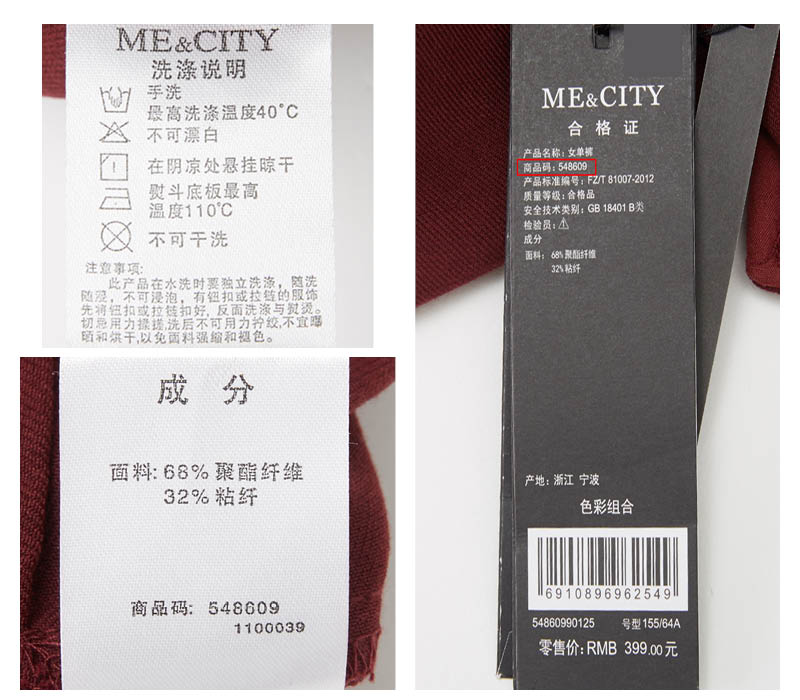 ME&CITY
洗涤说明
手洗
最高洗涤温度40°C
不可漂白
在阴凉处悬挂晾干
熨斗底板最高
温度110°C
不可干洗
注意事项:
此产品在水洗时要独立洗涤，随洗
随浸，不可浸泡，有钮扣或拉链的服饰
先将钮扣或拉链扣好，反面洗涤与熨烫。
切忌用力揉搓,洗后不可用力拧绞,不宜曝
晒和烘干,以免面料强缩和褪色。
成 分
面料: 68% 聚酯纤维
32% 粘纤
商品码: 548609
1100039
ME&CITY
合格证
产品名称: 女单裤
商品码: 548609
产品标准编号: FZ/T 81007-2012
质量等级: 合格品
安全技术类别: GB 18401 B类
检验员:
成分
面料: 68% 聚酯纤维
32% 粘纤
产地: 浙江 宁波
色彩组合
6910896962549
54860990125 号型 155/64A
零售价: RMB 399.00 元